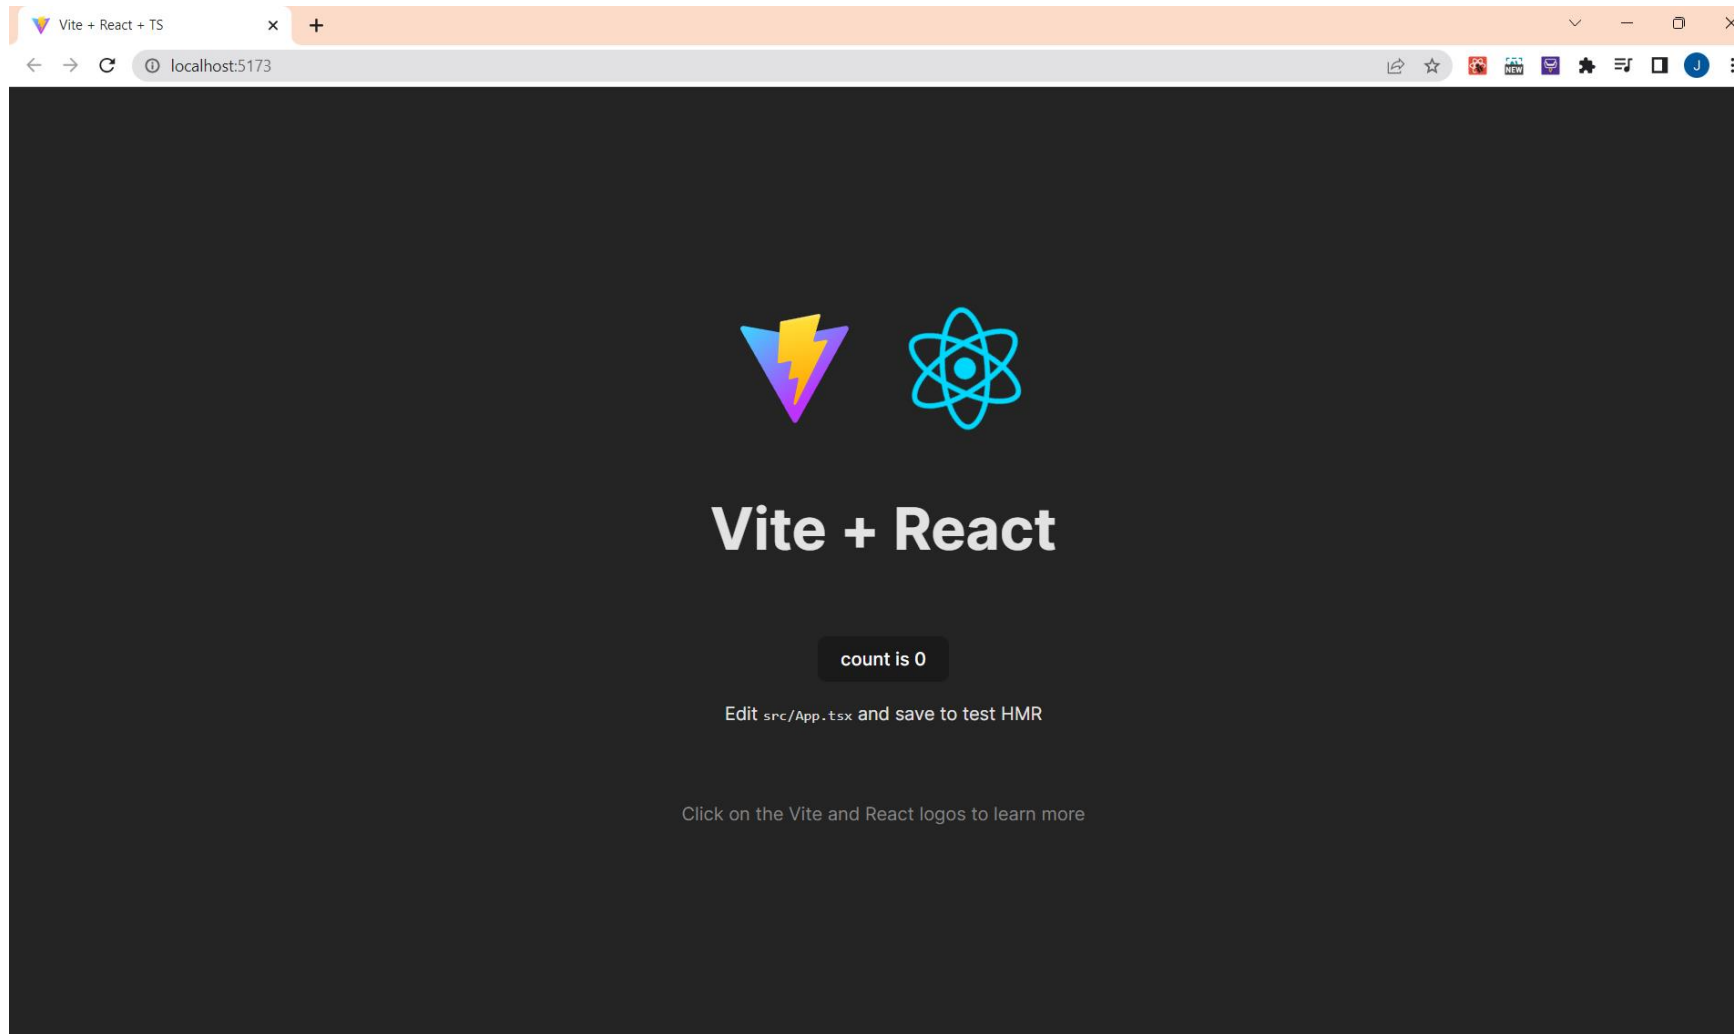 Vite + React + TS
localhost:5173
NEW
J
Vite + React
count is 0
Edit src/App.tsx and save to test HMR
Click on the Vite and React logos to learn more